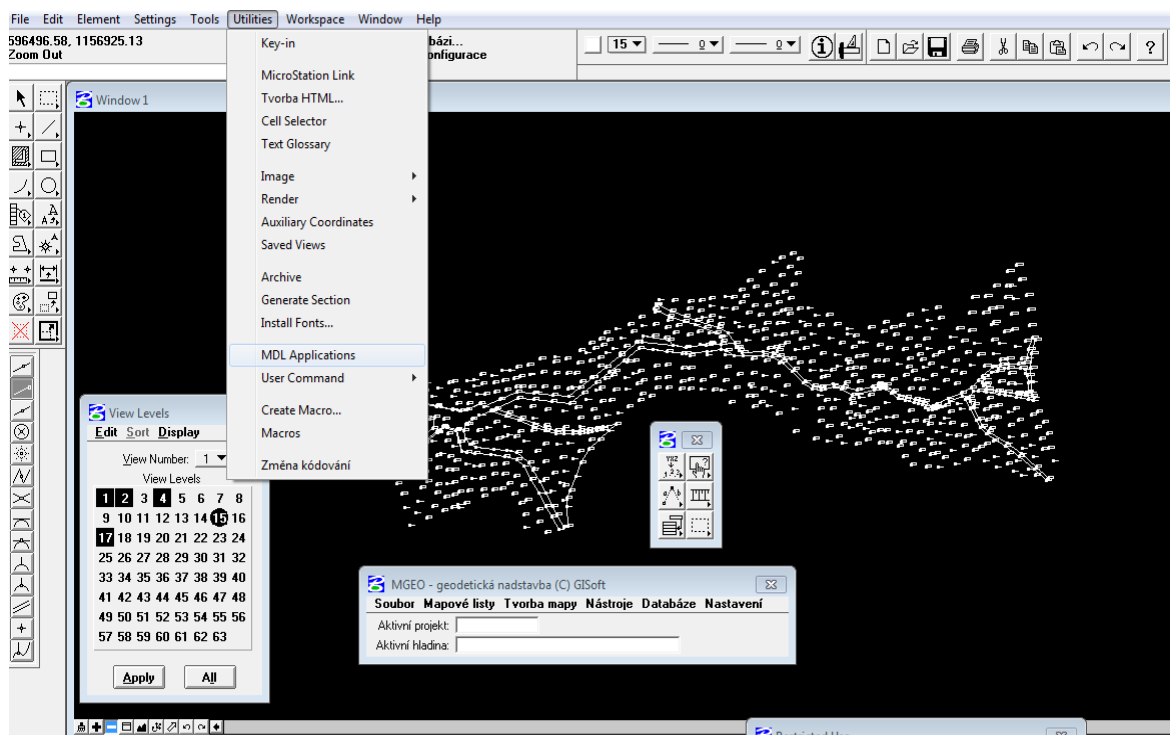 File Edit Element Settings Tools Utilities Workspace Window Help
596496.58, 1156925.13
Zoom Out
bázi...
onfigurace
15 0 0
?
Window 1
Key-in
MicroStation Link
Tvorba HTML...
Cell Selector
Text Glossary
Image
Render
Auxiliary Coordinates
Saved Views
Archive
Generate Section
Install Fonts...
MDL Applications
User Command
Create Macro...
Macros
Změna kódování
View Levels
Edit Sort Display
View Number: 1
View Levels
1 2 3 4 5 6 7 8
9 10 11 12 13 14 15 16
17 18 19 20 21 22 23 24
25 26 27 28 29 30 31 32
33 34 35 36 37 38 39 40
41 42 43 44 45 46 47 48
49 50 51 52 53 54 55 56
57 58 59 60 61 62 63
Apply All
MGEO - geodetická nadstavba (C) GISoft
Soubor Mapové listy Tvorba mapy Nástroje Databáze Nastavení
Aktivní projekt:
Aktivní hladina: